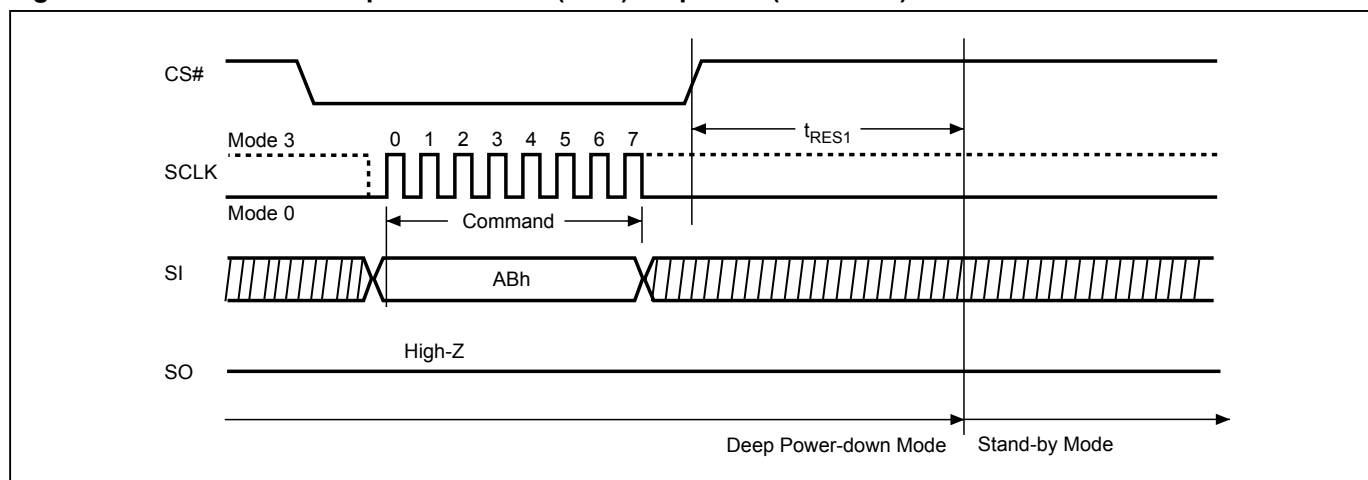 CS#
tRES1
Mode 3
0 1 2 3 4 5 6 7
SCLK
Mode 0
Command
SI
ABh
High-Z
SO
Deep Power-down Mode
Stand-by Mode